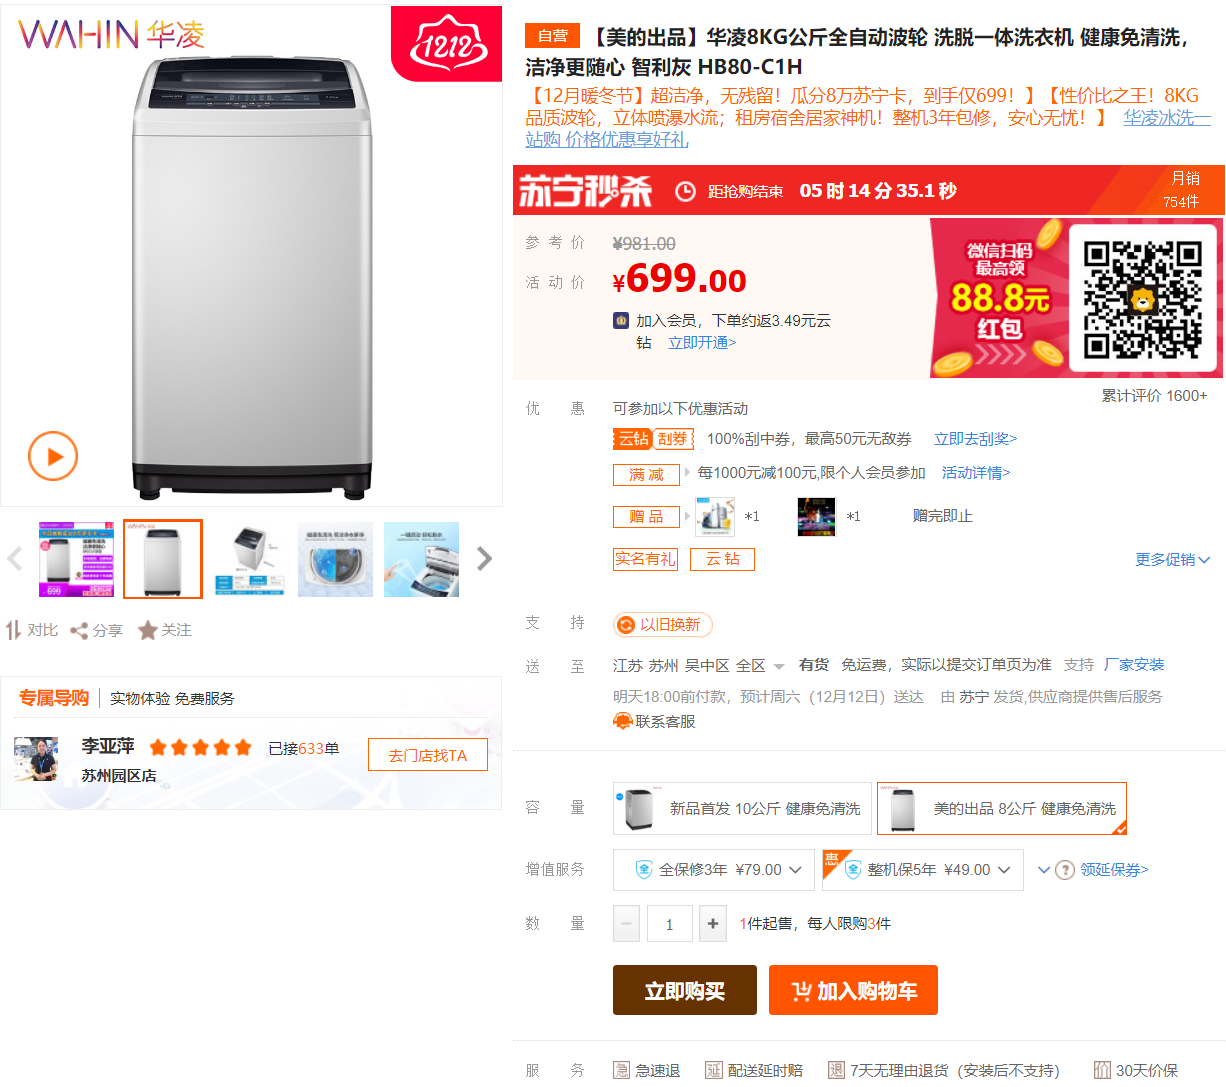 WAHIN 华凌
1212
自营 【美的出品】华凌8KG公斤全自动波轮 洗脱一体洗衣机 健康免清洗，
洁净更随心 智利灰 HB80-C1H
【12月暖冬节】超洁净，无残留！瓜分8万苏宁卡，到手仅699！】【性价比之王！8KG
品质波轮，立体喷瀑水流；租房宿舍居家神机！整机3年包修，安心无忧！】 华凌冰洗一
站购 价格优惠享好礼
苏宁秒杀 距抢购结束 05 时 14 分 35.1 秒
月销
754件
参考价 ¥981.00
活动价 ¥699.00
加入会员，下单约返3.49元云
钻 立即开通>
微信扫码
最高领
88.8元
红包
累计评价 1600+
优惠 可参加以下优惠活动
云钻 刮券 100%刮中券，最高50元无敌券 立即去刮奖>
满减 每1000元减100元,限个人会员参加 活动详情>
赠品 *1 *1 赠完即止
实名有礼 云钻 更多促销
支持 以旧换新
送至 江苏 苏州 吴中区 全区 有货 免运费，实际以提交订单页为准 支持 厂家安装
明天18:00前付款，预计周六（12月12日）送达 由 苏宁 发货,供应商提供售后服务
联系客服
容量 新品首发 10公斤 健康免清洗 美的出品 8公斤 健康免清洗
增值服务 全 全保修3年 ¥79.00 惠 全 整机保5年 ¥49.00 ? 领延保券>
数量 − 1 + 1件起售，每人限购3件
立即购买 加入购物车
服务 急 急速退 延 配送延时赔 退 7天无理由退货（安装后不支持） 价 30天价保
对比 分享 关注
专属导购 实物体验 免费服务
李亚萍 已接633单 去门店找TA
苏州园区店